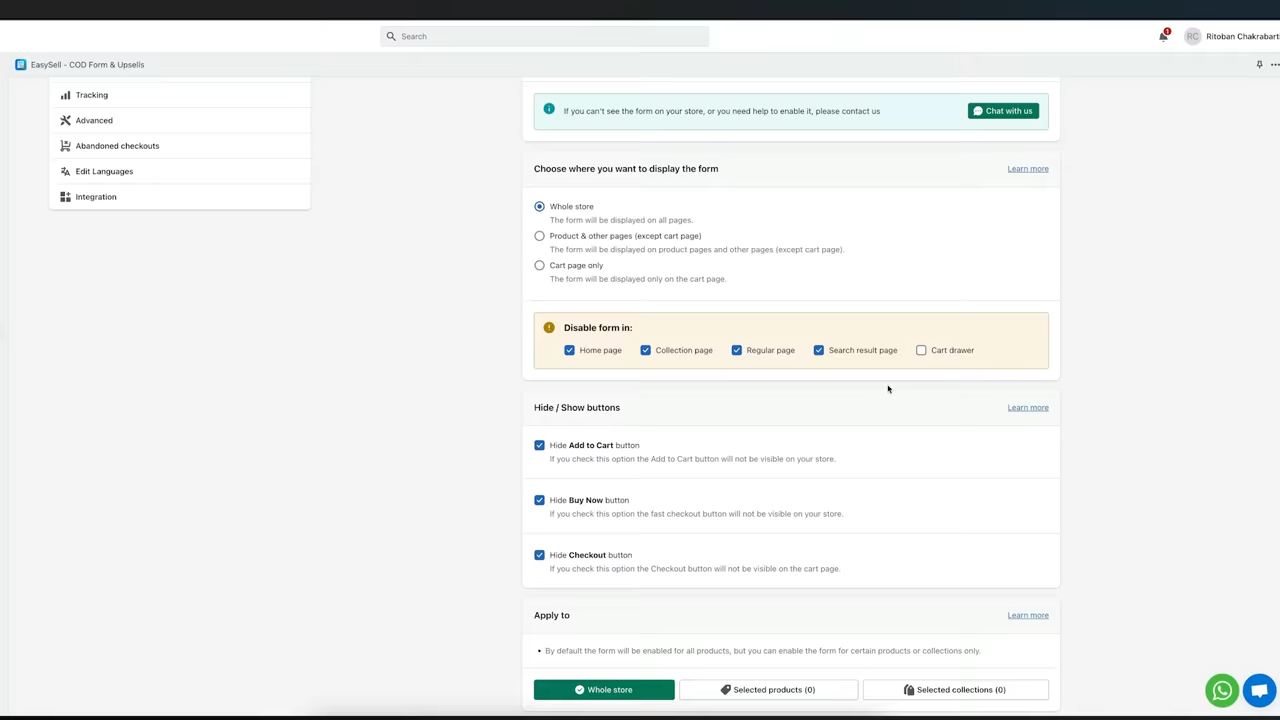 Search
1
RC
Ritoban Chakrabarti
EasySell - COD Form & Upsells
Tracking
Advanced
Abandoned checkouts
Edit Languages
Integration
If you can't see the form on your store, or you need help to enable it, please contact us
Chat with us
Choose where you want to display the form
Learn more
Whole store
The form will be displayed on all pages.
Product & other pages (except cart page)
The form will be displayed on product pages and other pages (except cart page).
Cart page only
The form will be displayed only on the cart page.
Disable form in:
Home page Collection page Regular page Search result page Cart drawer
Hide / Show buttons
Learn more
Hide Add to Cart button
If you check this option the Add to Cart button will not be visible on your store.
Hide Buy Now button
If you check this option the fast checkout button will not be visible on your store.
Hide Checkout button
If you check this option the Checkout button will not be visible on the cart page.
Apply to
Learn more
By default the form will be enabled for all products, but you can enable the form for certain products or collections only.
Whole store
Selected products (0)
Selected collections (0)